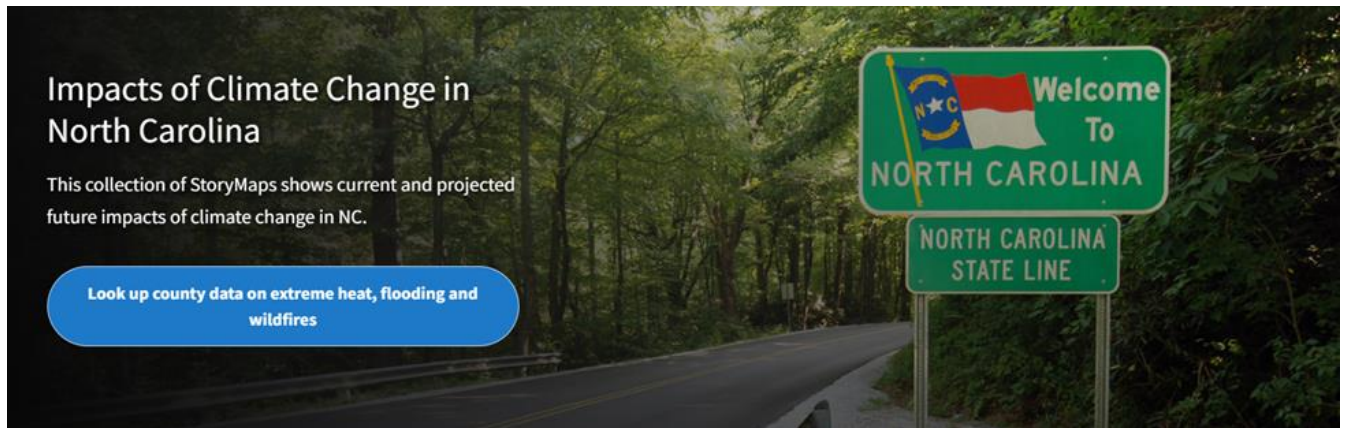 Impacts of Climate Change in
North Carolina
This collection of StoryMaps shows current and projected
future impacts of climate change in NC.
Look up county data on extreme heat, flooding and
wildfires
N C
Welcome
To
NORTH CAROLINA
NORTH CAROLINA
STATE LINE